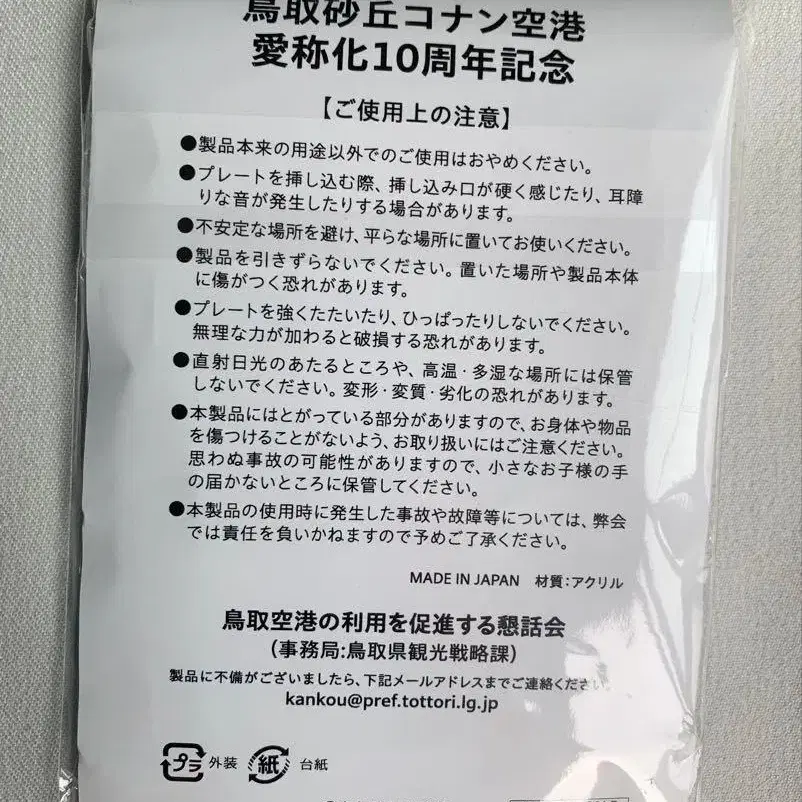 鳥取砂丘コナン空港
愛称化10周年記念
【ご使用上の注意】
●製品本来の用途以外でのご使用はおやめください。
●プレートを挿し込む際、挿し込み口が硬く感じたり、耳障
りな音が発生したりする場合があります。
●不安定な場所を避け、平らな場所に置いてお使いください。
●製品を引きずらないでください。置いた場所や製品本体
に傷がつく恐れがあります。
●プレートを強くたたいたり、ひっぱったりしないでください。
無理な力が加わると破損する恐れがあります。
●直射日光のあたるところや、高温・多湿な場所には保管
しないでください。変形・変質・劣化の恐れがあります。
●本製品にはとがっている部分がありますので、お身体や物品
を傷つけることがないよう、お取り扱いにはご注意ください。
思わぬ事故の可能性がありますので、小さなお子様の手
の届かないところに保管してください。
●本製品の使用時に発生した事故や故障等については、弊会
では責任を負いかねますので予めご了承ください。
MADE IN JAPAN 材質：アクリル
鳥取空港の利用を促進する懇話会
（事務局:鳥取県観光戦略課）
製品に不備がございましたら、下記メールアドレスまでご連絡ください。
kankou@pref.tottori.lg.jp
プラ 外装 紙 台紙